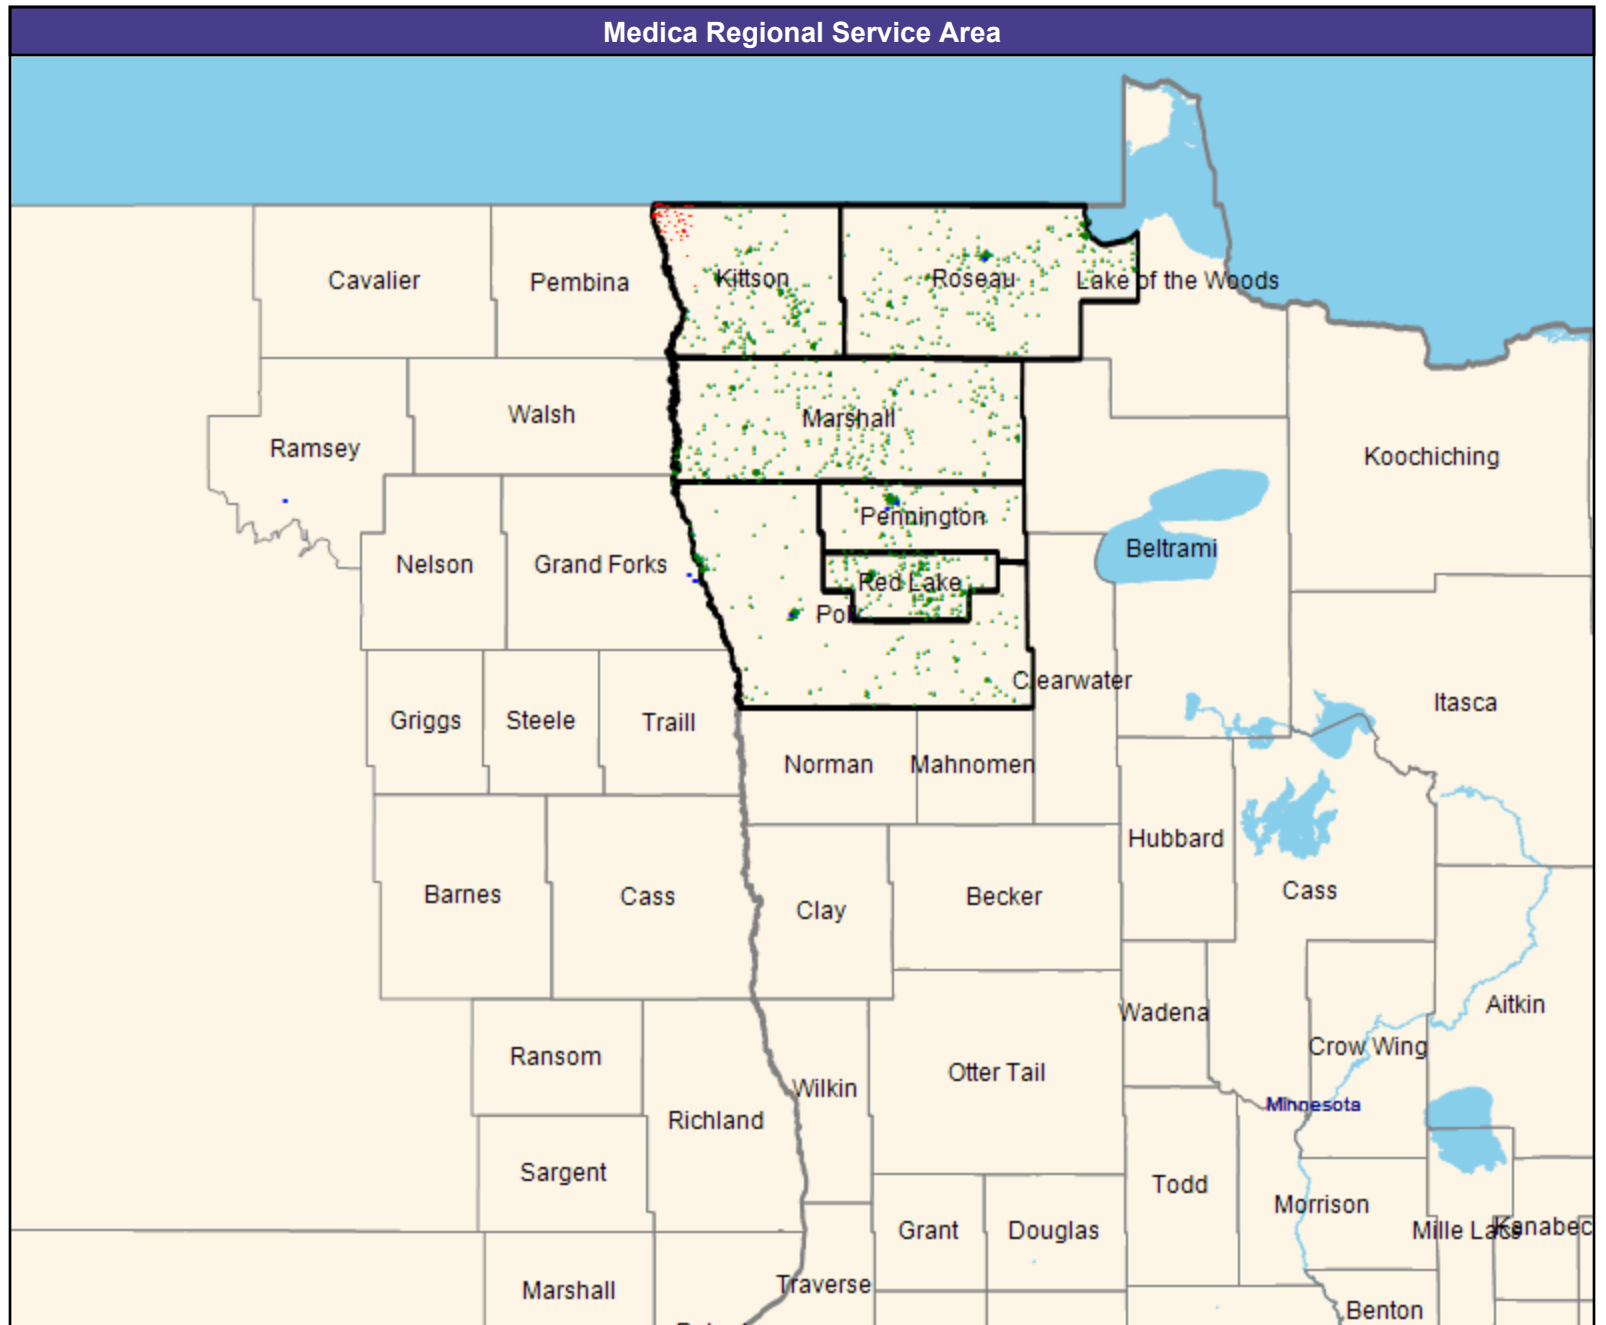 Medica Regional Service Area
Cavalier
Pembina
Kittson
Roseau
Lake of the Woods
Walsh
Marshall
Ramsey
Koochiching
Pennington
Beltrami
Nelson
Grand Forks
Red Lake
Polk
Clearwater
Itasca
Griggs
Steele
Traill
Norman
Mahnomen
Hubbard
Barnes
Cass
Clay
Becker
Cass
Aitkin
Wadena
Crow Wing
Ransom
Otter Tail
Wilkin
Minnesota
Richland
Sargent
Todd
Morrison
Grant
Douglas
Mille Lacs
Kanabec
Marshall
Traverse
Benton